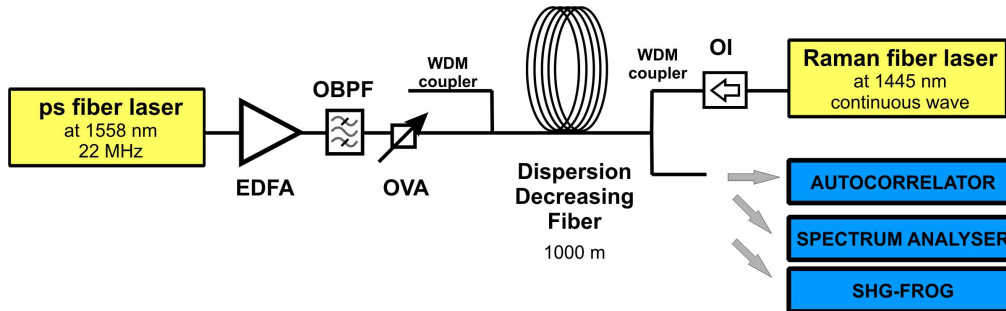 ps fiber laser
at 1558 nm
22 MHz
EDFA
OBPF
OVA
WDM
coupler
Dispersion
Decreasing
Fiber
1000 m
WDM
coupler
OI
Raman fiber laser
at 1445 nm
continuous wave
AUTOCORRELATOR
SPECTRUM ANALYSER
SHG-FROG